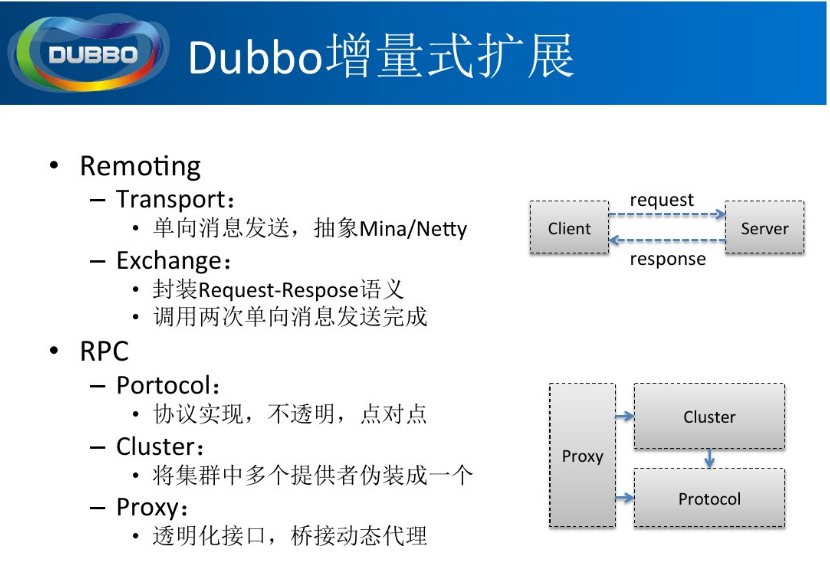 DUBBO
Dubbo增量式扩展
• Remoting
– Transport：
• 单向消息发送，抽象Mina/Netty
– Exchange：
• 封装Request-Respose语义
• 调用两次单向消息发送完成
• RPC
– Portocol：
• 协议实现，不透明，点对点
– Cluster：
• 将集群中多个提供者伪装成一个
– Proxy：
• 透明化接口，桥接动态代理
request
Client
Server
response
Cluster
Proxy
Protocol